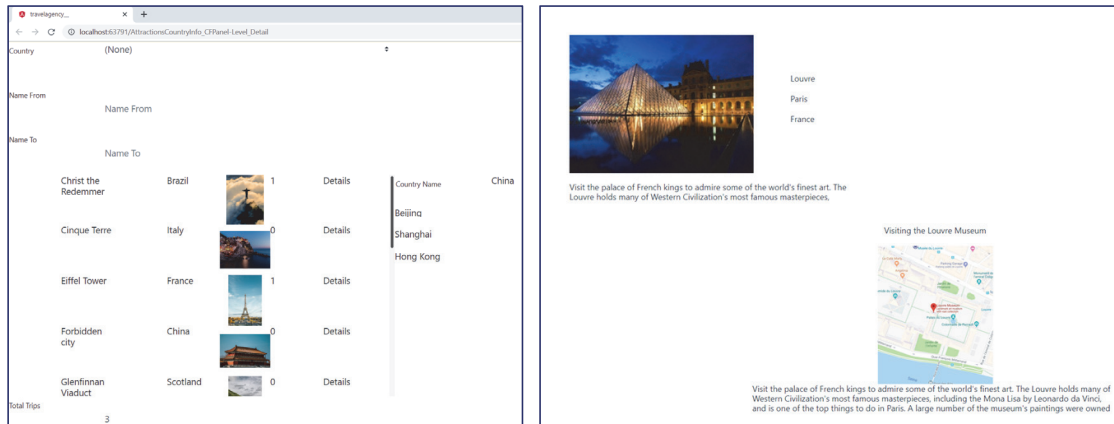 travelagency_
localhost:63791/AttractionsCountryInfo_CFPanel-Level_Detail
Country
(None)
Name From
Name From
Name To
Name To
Christ the
Redemmer
Brazil
1
Details
Cinque Terre
Italy
0
Details
Eiffel Tower
France
1
Details
Forbidden
city
China
0
Details
Glenfinnan
Viaduct
Scotland
0
Details
Country Name
China
Beijing
Shanghai
Hong Kong
Total Trips
3
Louvre
Paris
France
Visit the palace of French kings to admire some of the world's finest art. The
Louvre holds many of Western Civilization's most famous masterpieces,
Visiting the Louvre Museum
Visit the palace of French kings to admire some of the world's finest art. The Louvre holds many of
Western Civilization's most famous masterpieces, including the Mona Lisa by Leonardo da Vinci,
and is one of the top things to do in Paris. A large number of the museum's paintings were owned